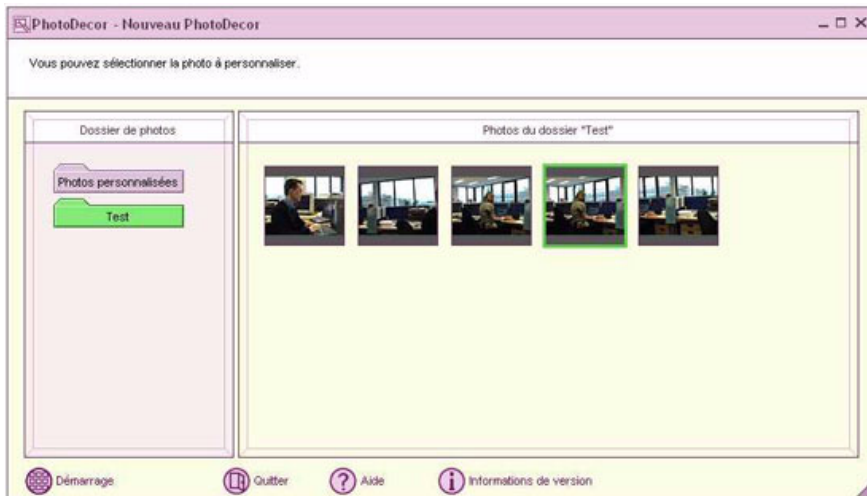 PhotoDecor - Nouveau PhotoDecor
Vous pouvez sélectionner la photo à personnaliser.
Dossier de photos
Photos du dossier "Test"
Photos personnalisées
Test
Démarrage
Quitter
? Aide
i Informations de version